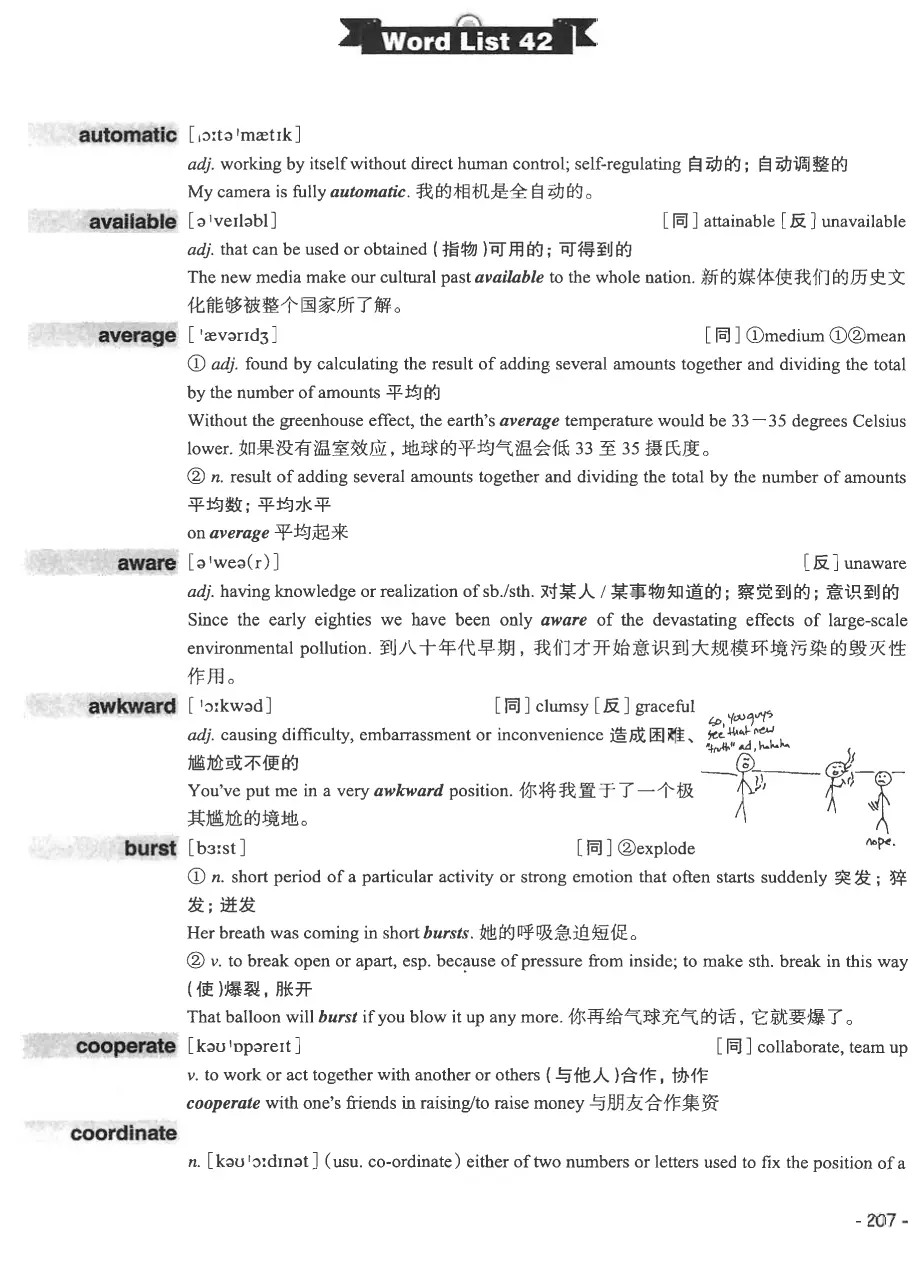 Word List 42
automatic [ˌɔːtəˈmætɪk]
adj. working by itself without direct human control; self-regulating 自动的；自动调整的
My camera is fully automatic. 我的相机是全自动的。
available [əˈveɪləbl] [同] attainable [反] unavailable
adj. that can be used or obtained (指物)可用的；可得到的
The new media make our cultural past available to the whole nation. 新的媒体使我们的历史文
化能够被整个国家所了解。
average [ˈævərɪdʒ] [同] ①medium ①②mean
① adj. found by calculating the result of adding several amounts together and dividing the total
by the number of amounts 平均的
Without the greenhouse effect, the earth's average temperature would be 33—35 degrees Celsius
lower. 如果没有温室效应，地球的平均气温会低 33 至 35 摄氏度。
② n. result of adding several amounts together and dividing the total by the number of amounts
平均数；平均水平
on average 平均起来
aware [əˈweə(r)] [反] unaware
adj. having knowledge or realization of sb./sth. 对某人 / 某事物知道的；察觉到的；意识到的
Since the early eighties we have been only aware of the devastating effects of large-scale
environmental pollution. 到八十年代早期，我们才开始意识到大规模环境污染的毁灭性
作用。
awkward [ˈɔːkwəd] [同] clumsy [反] graceful
adj. causing difficulty, embarrassment or inconvenience 造成困难、
尴尬或不便的
You've put me in a very awkward position. 你将我置于了一个极
其尴尬的境地。
so, you guys
see that new
"truth" ad, hahaha
nope.
burst [bɜːst] [同] ②explode
① n. short period of a particular activity or strong emotion that often starts suddenly 突发；猝
发；迸发
Her breath was coming in short bursts. 她的呼吸急迫短促。
② v. to break open or apart, esp. because of pressure from inside; to make sth. break in this way
(使)爆裂，胀开
That balloon will burst if you blow it up any more. 你再给气球充气的话，它就要爆了。
cooperate [kəʊˈɒpəreɪt] [同] collaborate, team up
v. to work or act together with another or others (与他人)合作，协作
cooperate with one's friends in raising/to raise money 与朋友合作集资
coordinate
n. [kəʊˈɔːdɪnət] (usu. co-ordinate) either of two numbers or letters used to fix the position of a
- 207 -